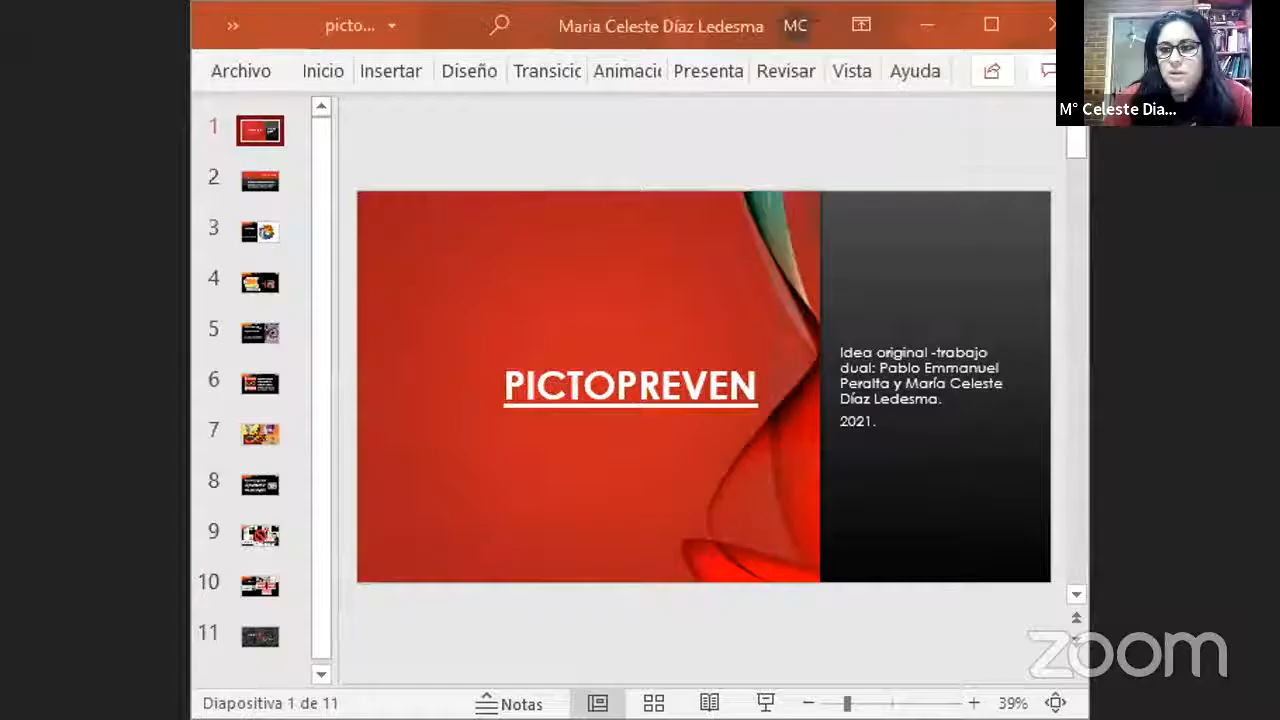 picto...
Maria Celeste Díaz Ledesma
MC
Archivo Inicio Insertar Diseño Transicic Animacic Presenta Revisar Vista Ayuda
M° Celeste Dia...
1
2
3
4
5
6
7
8
9
10
11
PICTOPREVEN
Idea original -trabajo
dual: Pablo Emmanuel
Peralta y María Celeste
Díaz Ledesma.
2021.
zoom
Diapositiva 1 de 11
Notas
39%